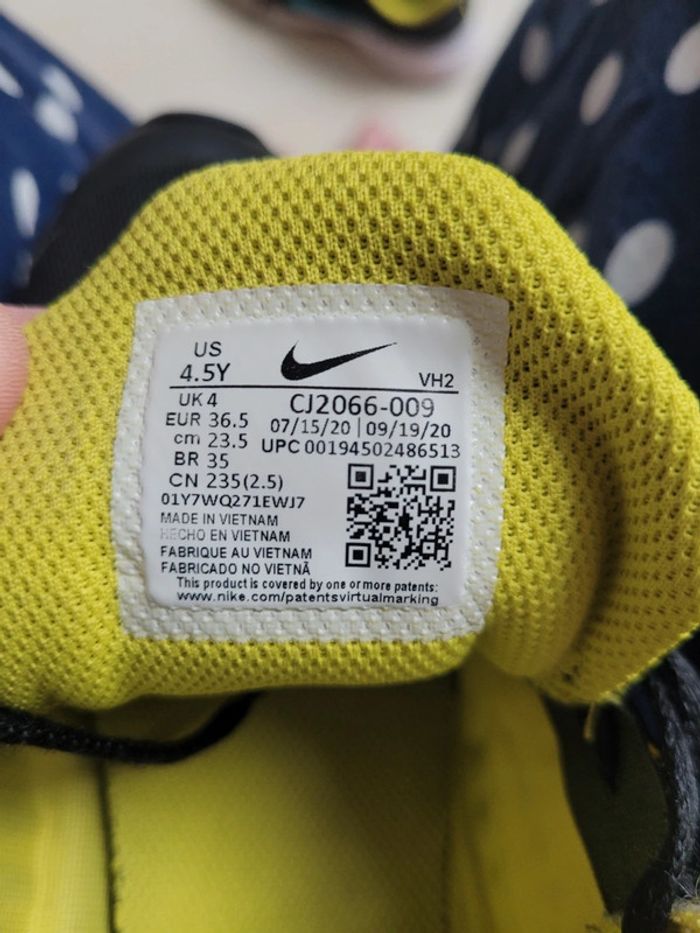 US
4.5Y
VH2
UK 4
CJ2066-009
EUR 36.5
07/15/20 | 09/19/20
cm 23.5
UPC 00194502486513
BR 35
CN 235(2.5)
01Y7WQ271EWJ7
MADE IN VIETNAM
HECHO EN VIETNAM
FABRIQUE AU VIETNAM
FABRICADO NO VIETNÃ
This product is covered by one or more patents:
www.nike.com/patentsvirtualmarking